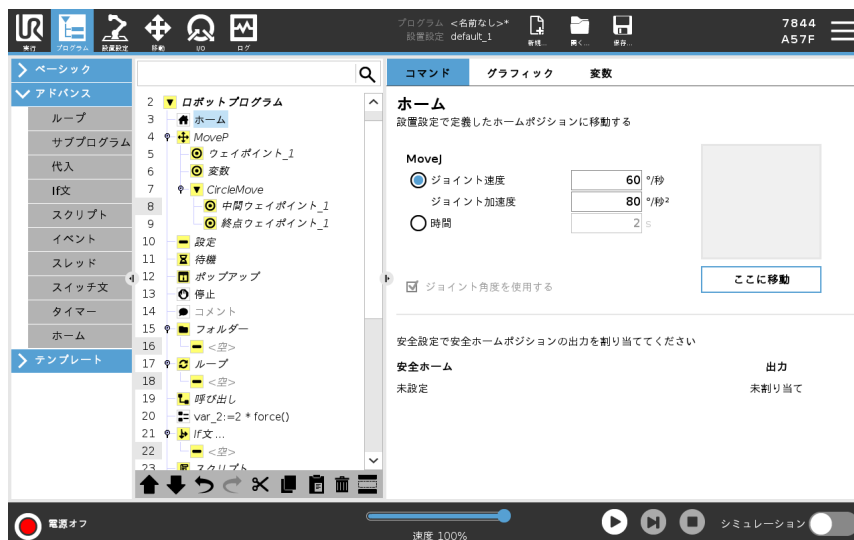 UR
実行
プログラム
設置設定
移動
I/O
ログ
プログラム <名前なし>*
設置設定 default_1
新規...
開く...
保存...
7844
A57F
ベーシック
アドバンス
ループ
サブプログラム
代入
If文
スクリプト
イベント
スレッド
スイッチ文
タイマー
ホーム
テンプレート
2 ロボットプログラム
3 ホーム
4 MoveP
5 ウェイポイント_1
6 変数
7 CircleMove
8 中間ウェイポイント_1
9 終点ウェイポイント_1
10 設定
11 待機
12 ポップアップ
13 停止
14 コメント
15 フォルダー
16 <空>
17 ループ
18 <空>
19 呼び出し
20 var_2:=2 * force()
21 If文 ...
22 <空>
23 スクリプト
コマンド
グラフィック
変数
ホーム
設置設定で定義したホームポジションに移動する
MoveJ
ジョイント速度 60 °/秒
ジョイント加速度 80 °/秒²
時間 2 s
ジョイント角度を使用する
ここに移動
安全設定で安全ホームポジションの出力を割り当ててください
安全ホーム 出力
未設定 未割り当て
電源オフ
速度 100%
シミュレーション